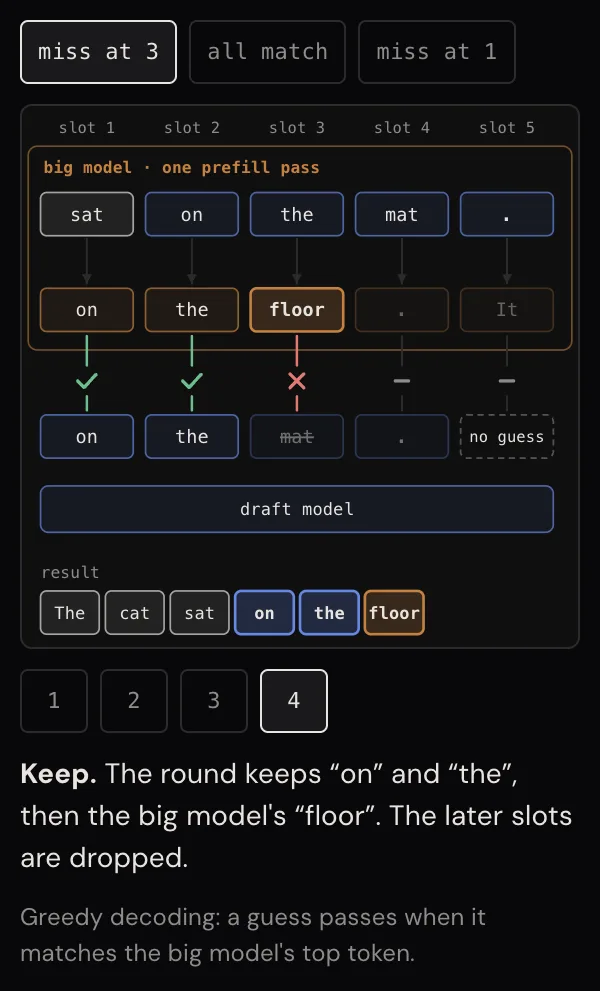 miss at 3 all match miss at 1
slot 1 slot 2 slot 3 slot 4 slot 5
big model · one prefill pass
sat on the mat .
on the floor . It
on the mat . no guess
draft model
result
The cat sat on the floor
1 2 3 4
Keep. The round keeps “on” and “the”,
then the big model's “floor”. The later slots
are dropped.
Greedy decoding: a guess passes when it
matches the big model's top token.